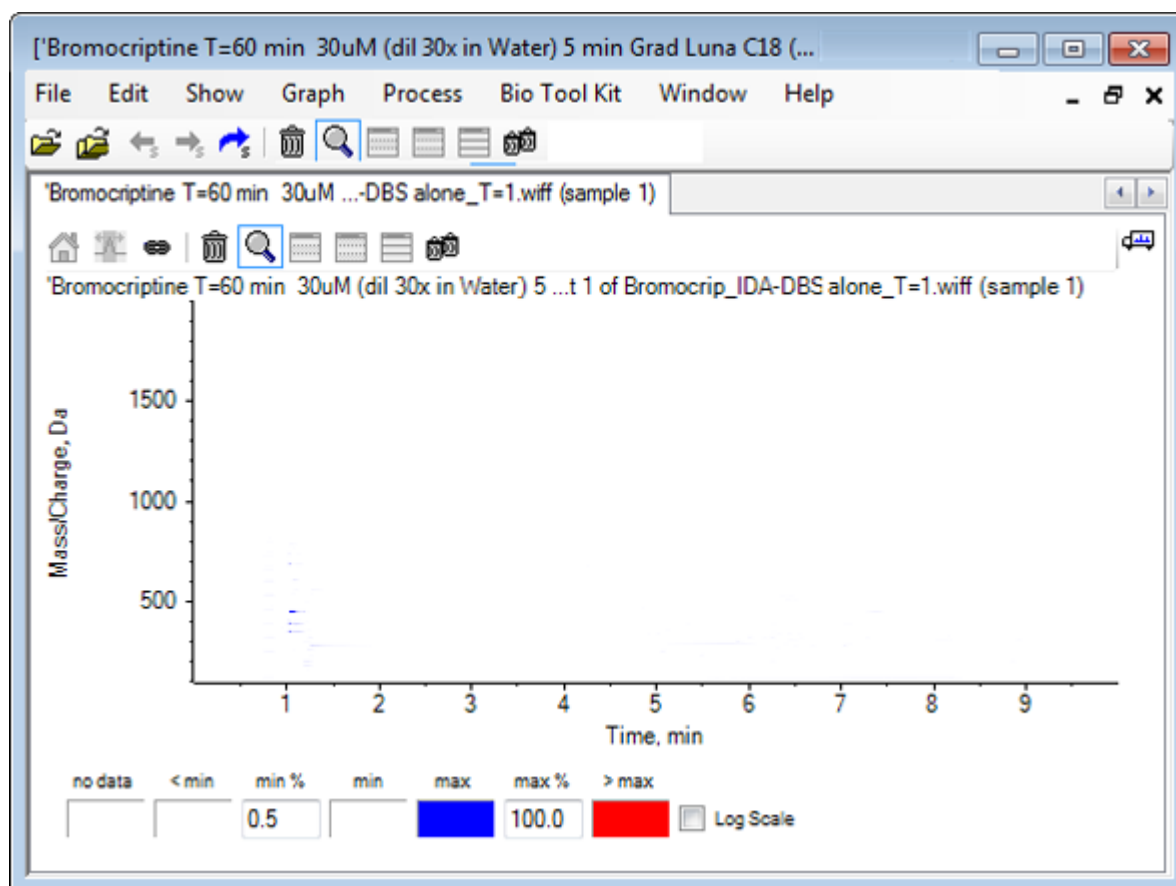 ['Bromocriptine T=60 min  30uM (dil 30x in Water) 5 min Grad Luna C18 (...
File Edit Show Graph Process Bio Tool Kit Window Help
'Bromocriptine T=60 min  30uM ...-DBS alone_T=1.wiff (sample 1)
'Bromocriptine T=60 min  30uM (dil 30x in Water) 5 ...t 1 of Bromocrip_IDA-DBS alone_T=1.wiff (sample 1)
Mass/Charge, Da
1500
1000
500
1 2 3 4 5 6 7 8 9
Time, min
no data < min min % min max max % > max
0.5 100.0 Log Scale